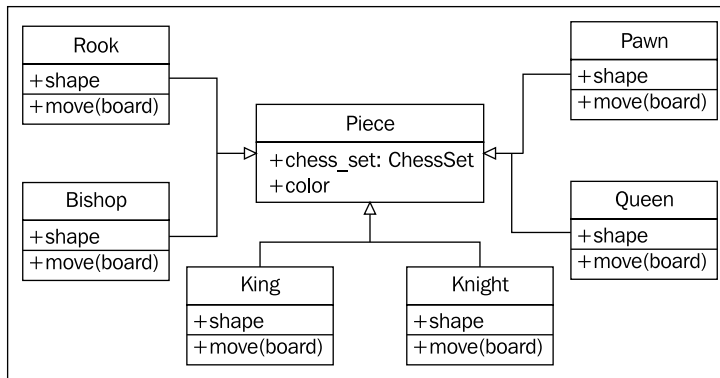 Rook
+shape
+move(board)
Pawn
+shape
+move(board)
Piece
+chess_set: ChessSet
+color
Bishop
+shape
+move(board)
Queen
+shape
+move(board)
King
+shape
+move(board)
Knight
+shape
+move(board)